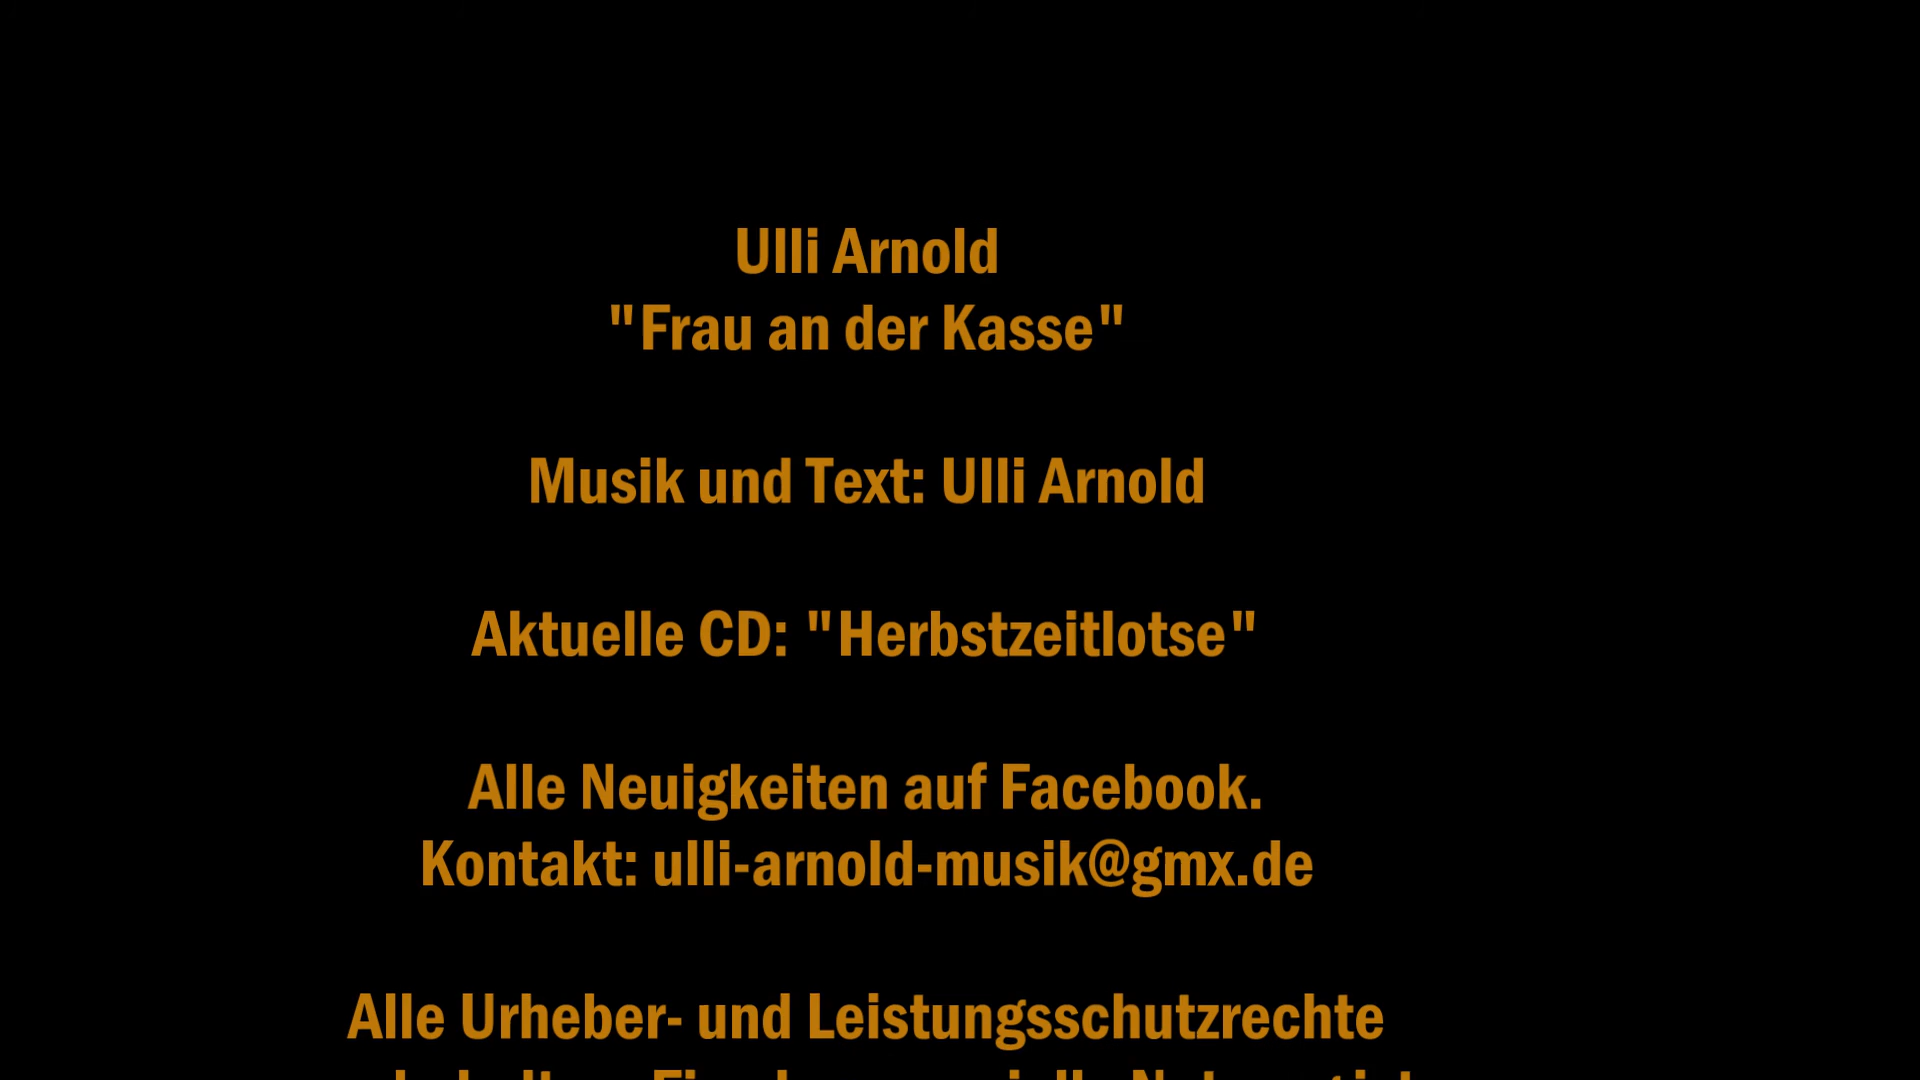 Ulli Arnold
"Frau an der Kasse"
Musik und Text: Ulli Arnold
Aktuelle CD: "Herbstzeitlotse"
Alle Neuigkeiten auf Facebook.
Kontakt: ulli-arnold-musik@gmx.de
Alle Urheber- und Leistungsschutzrechte